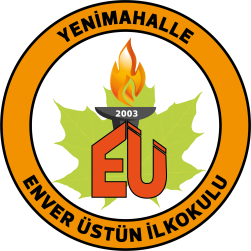 YENİMAHALLE
2003
EÜ
ENVER ÜSTÜN İLKOKULU